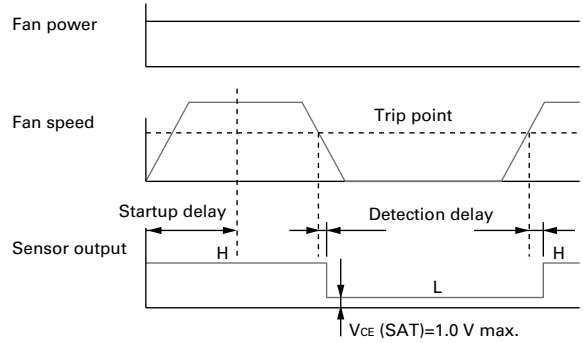 Fan power
Fan speed
Trip point
Startup delay
Detection delay
Sensor output
H
H
L
VCE (SAT)=1.0 V max.